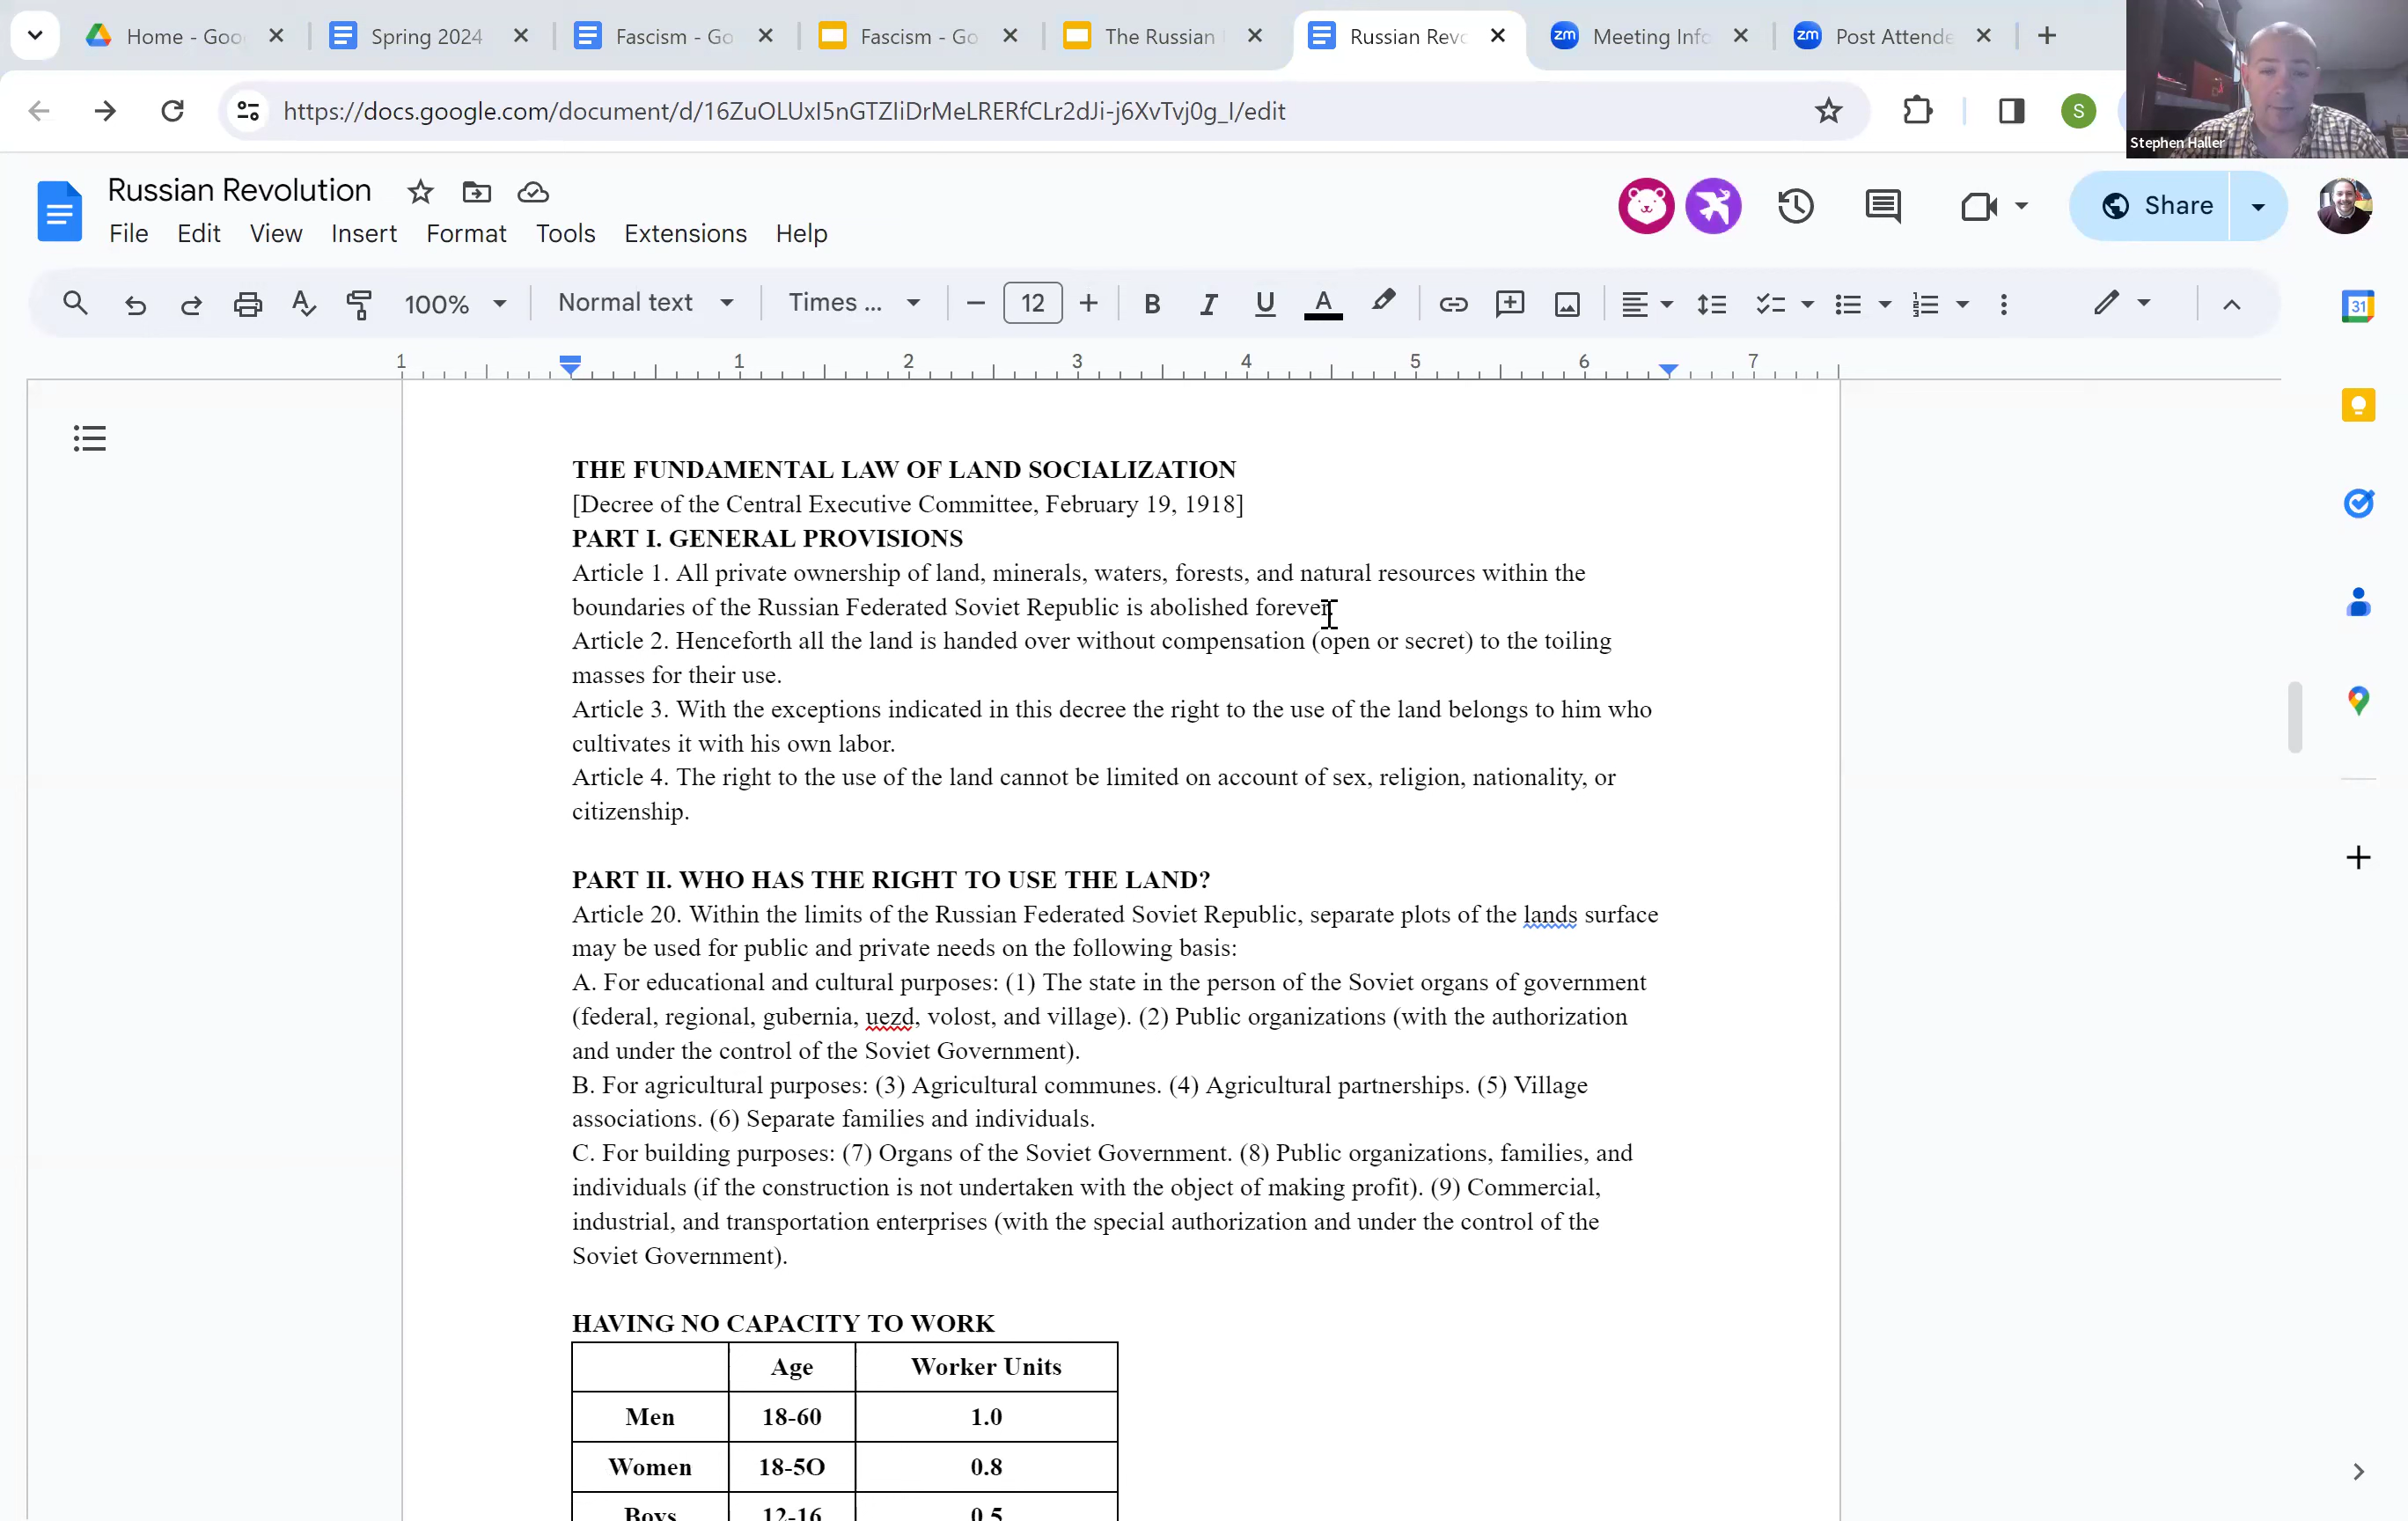 Home - Goo
Spring 2024
Fascism - Go
Fascism - Go
The Russian
Russian Revo
zm Meeting Info
zm Post Attende
https://docs.google.com/document/d/16ZuOLUxI5nGTZIiDrMeLRERfCLr2dJi-j6XvTvj0g_I/edit
S
Stephen Haller
Russian Revolution
Share
File Edit View Insert Format Tools Extensions Help
100% Normal text Times ... 12 B I U A
31
1 1 2 3 4 5 6 7
THE FUNDAMENTAL LAW OF LAND SOCIALIZATION
[Decree of the Central Executive Committee, February 19, 1918]
PART I. GENERAL PROVISIONS
Article 1. All private ownership of land, minerals, waters, forests, and natural resources within the
boundaries of the Russian Federated Soviet Republic is abolished forever.
Article 2. Henceforth all the land is handed over without compensation (open or secret) to the toiling
masses for their use.
Article 3. With the exceptions indicated in this decree the right to the use of the land belongs to him who
cultivates it with his own labor.
Article 4. The right to the use of the land cannot be limited on account of sex, religion, nationality, or
citizenship.
PART II. WHO HAS THE RIGHT TO USE THE LAND?
Article 20. Within the limits of the Russian Federated Soviet Republic, separate plots of the lands surface
may be used for public and private needs on the following basis:
A. For educational and cultural purposes: (1) The state in the person of the Soviet organs of government
(federal, regional, gubernia, uezd, volost, and village). (2) Public organizations (with the authorization
and under the control of the Soviet Government).
B. For agricultural purposes: (3) Agricultural communes. (4) Agricultural partnerships. (5) Village
associations. (6) Separate families and individuals.
C. For building purposes: (7) Organs of the Soviet Government. (8) Public organizations, families, and
individuals (if the construction is not undertaken with the object of making profit). (9) Commercial,
industrial, and transportation enterprises (with the special authorization and under the control of the
Soviet Government).
HAVING NO CAPACITY TO WORK
Age Worker Units
Men 18-60 1.0
Women 18-5O 0.8
Boys 12-16 0.5